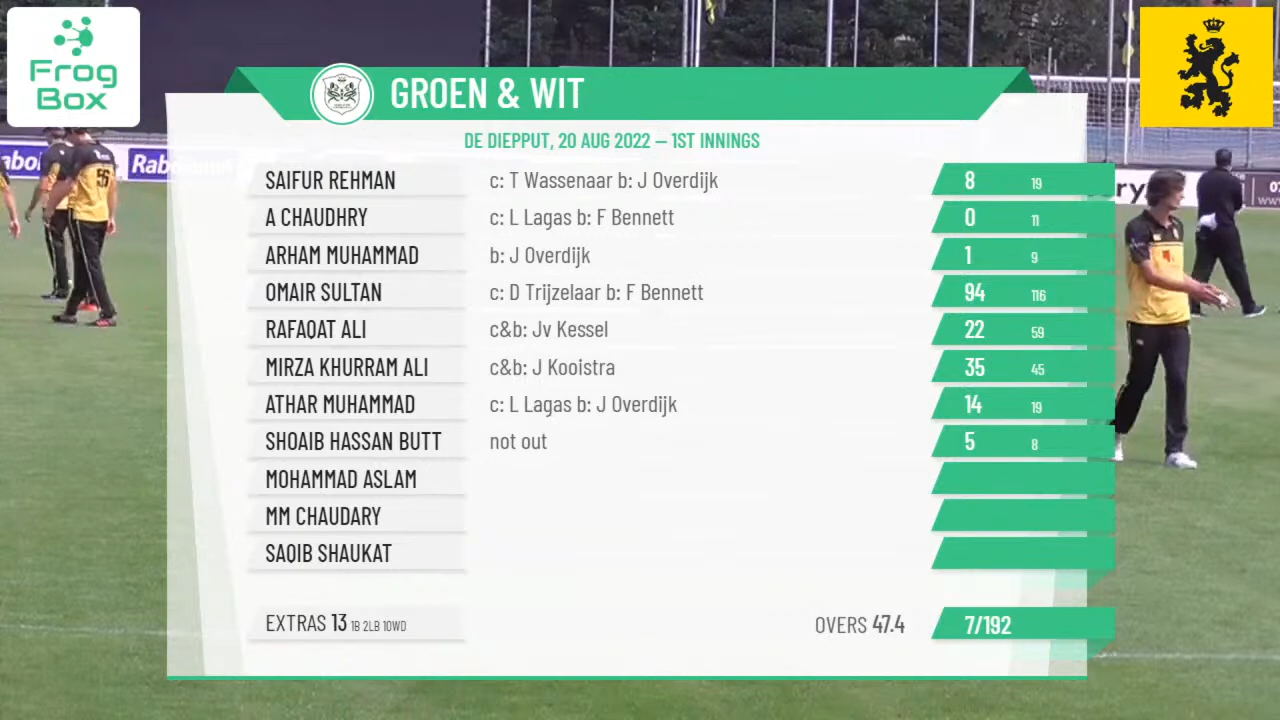 Frog
Box
GROEN & WIT
DE DIEPPUT, 20 AUG 2022 – 1ST INNINGS
SAIFUR REHMAN c: T Wassenaar b: J Overdijk 8 19
A CHAUDHRY c: L Lagas b: F Bennett 0 11
ARHAM MUHAMMAD b: J Overdijk 1 9
OMAIR SULTAN c: D Trijzelaar b: F Bennett 94 116
RAFAQAT ALI c&b: Jv Kessel 22 59
MIRZA KHURRAM ALI c&b: J Kooistra 35 45
ATHAR MUHAMMAD c: L Lagas b: J Overdijk 14 19
SHOAIB HASSAN BUTT not out 5 8
MOHAMMAD ASLAM
MM CHAUDARY
SAQIB SHAUKAT
EXTRAS 13 1B 2LB 10WD OVERS 47.4 7/192
56